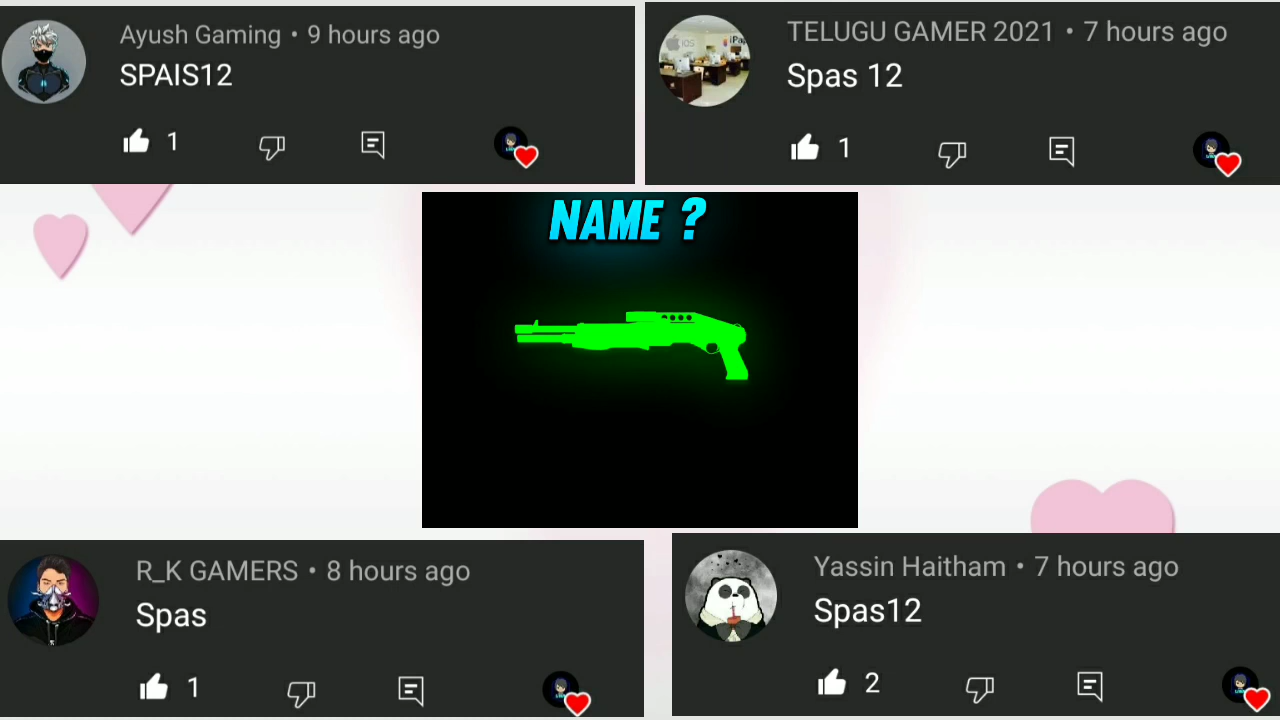 Ayush Gaming • 9 hours ago
SPAIS12
1
TELUGU GAMER 2021 • 7 hours ago
Spas 12
1
NAME ?
R_K GAMERS • 8 hours ago
Spas
1
Yassin Haitham • 7 hours ago
Spas12
2